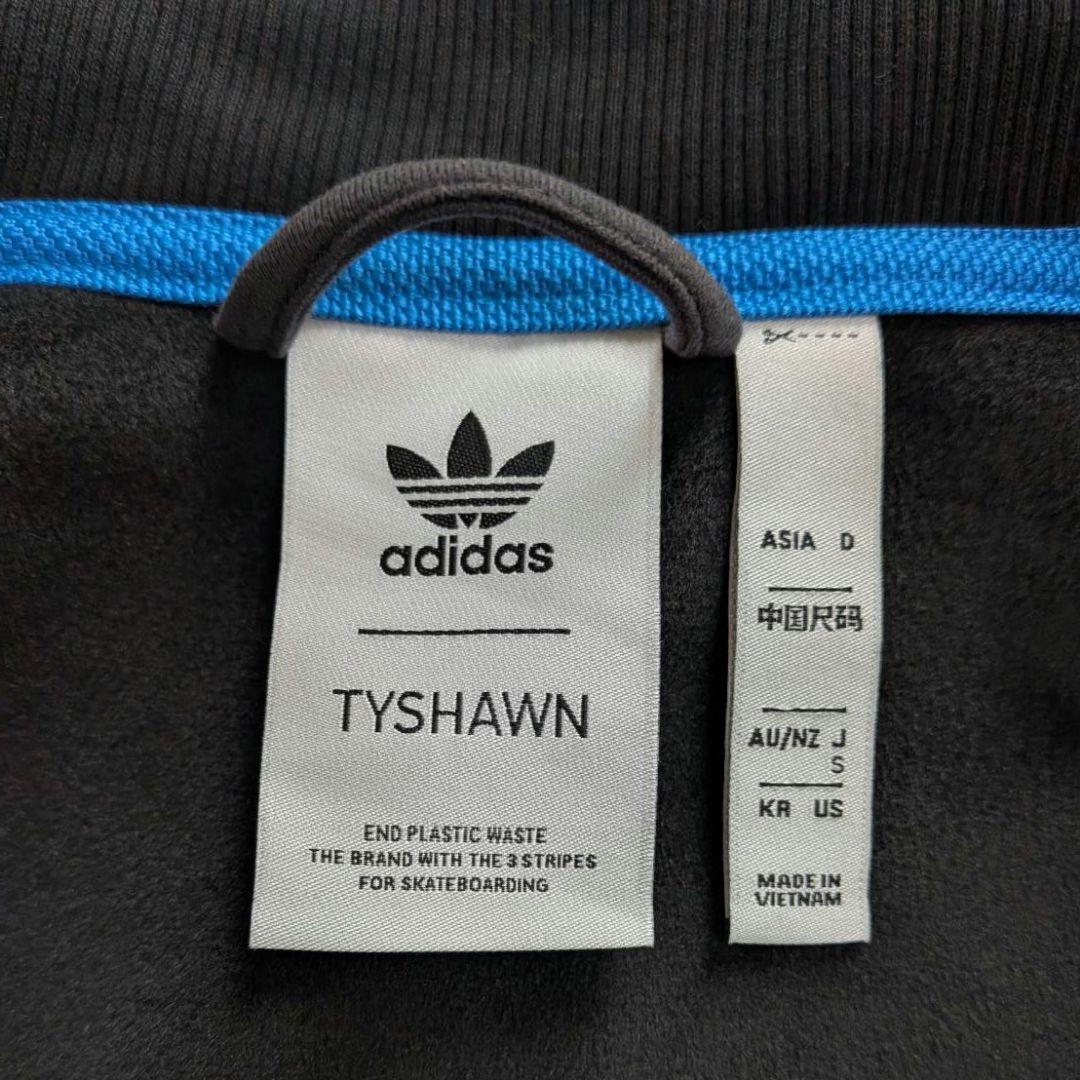 adidas
TYSHAWN
END PLASTIC WASTE
THE BRAND WITH THE 3 STRIPES
FOR SKATEBOARDING
ASIA D
中国尺码
AU/NZ J
S
KR US
MADE IN
VIETNAM